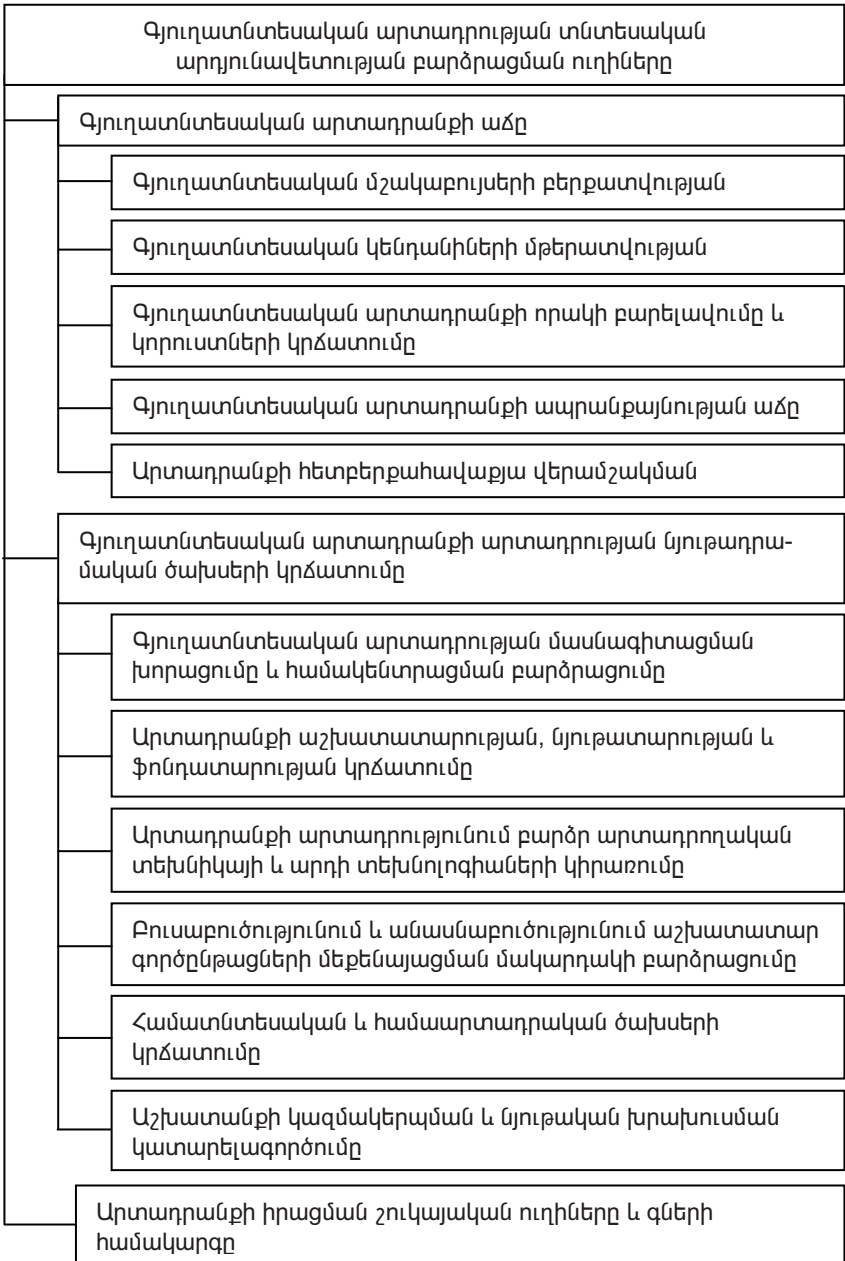 Գյուղատնտեսական արտադրության տնտեսական
արդյունավետության բարձրացման ուղիները
Գյուղատնտեսական արտադրանքի աճը
Գյուղատնտեսական մշակաբույսերի բերքատվության
Գյուղատնտեսական կենդանիների մթերատվության
Գյուղատնտեսական արտադրանքի որակի բարելավումը և
կորուստների կրճատումը
Գյուղատնտեսական արտադրանքի ապրանքայնության աճը
Արտադրանքի հետբերքահավաքյա վերամշակման
Գյուղատնտեսական արտադրանքի արտադրության նյութադրա-
մական ծախսերի կրճատումը
Գյուղատնտեսական արտադրության մասնագիտացման
խորացումը և համակենտրացման բարձրացումը
Արտադրանքի աշխատատարության, նյութատարության և
ֆոնդատարության կրճատումը
Արտադրանքի արտադրությունում բարձր արտադրողական
տեխնիկայի և արդի տեխնոլոգիաների կիրառումը
Բուսաբուծությունում և անասնաբուծությունում աշխատատար
գործընթացների մեքենայացման մակարդակի բարձրացումը
Համատնտեսական և համաարտադրական ծախսերի
կրճատումը
Աշխատանքի կազմակերպման և նյութական խրախուսման
կատարելագործումը
Արտադրանքի իրացման շուկայական ուղիները և գների
համակարգը